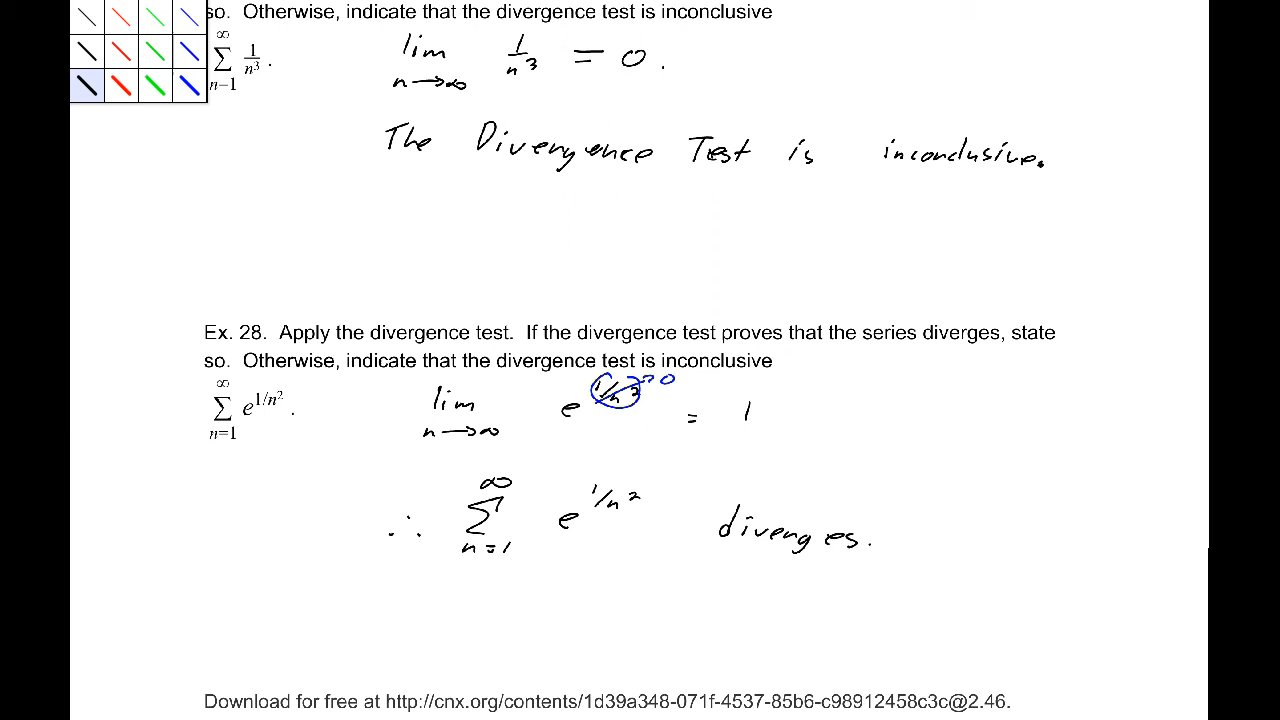 so. Otherwise, indicate that the divergence test is inconclusive
∞
∑ 1/n³ .
n−1
lim 1/n³ = 0 .
n→∞
The Divergence Test is inconclusive.
Ex. 28. Apply the divergence test. If the divergence test proves that the series diverges, state
so. Otherwise, indicate that the divergence test is inconclusive
∞
∑ e^{1/n²} .
n=1
lim e^{1/n²} → 0 = 1
n→∞
∞
∴ ∑ e^{1/n²} diverges.
n=1
Download for free at http://cnx.org/contents/1d39a348-071f-4537-85b6-c98912458c3c@2.46.